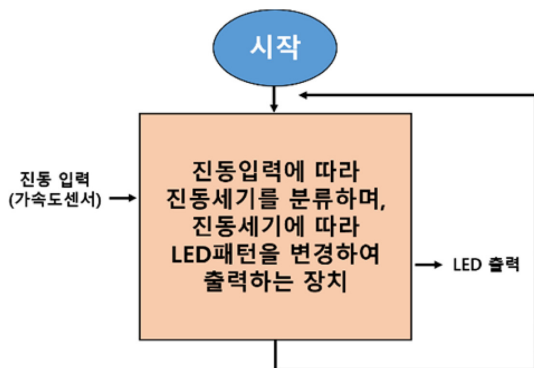 시작
진동 입력
(가속도센서)
진동입력에 따라
진동세기를 분류하며,
진동세기에 따라
LED패턴을 변경하여
출력하는 장치
LED 출력